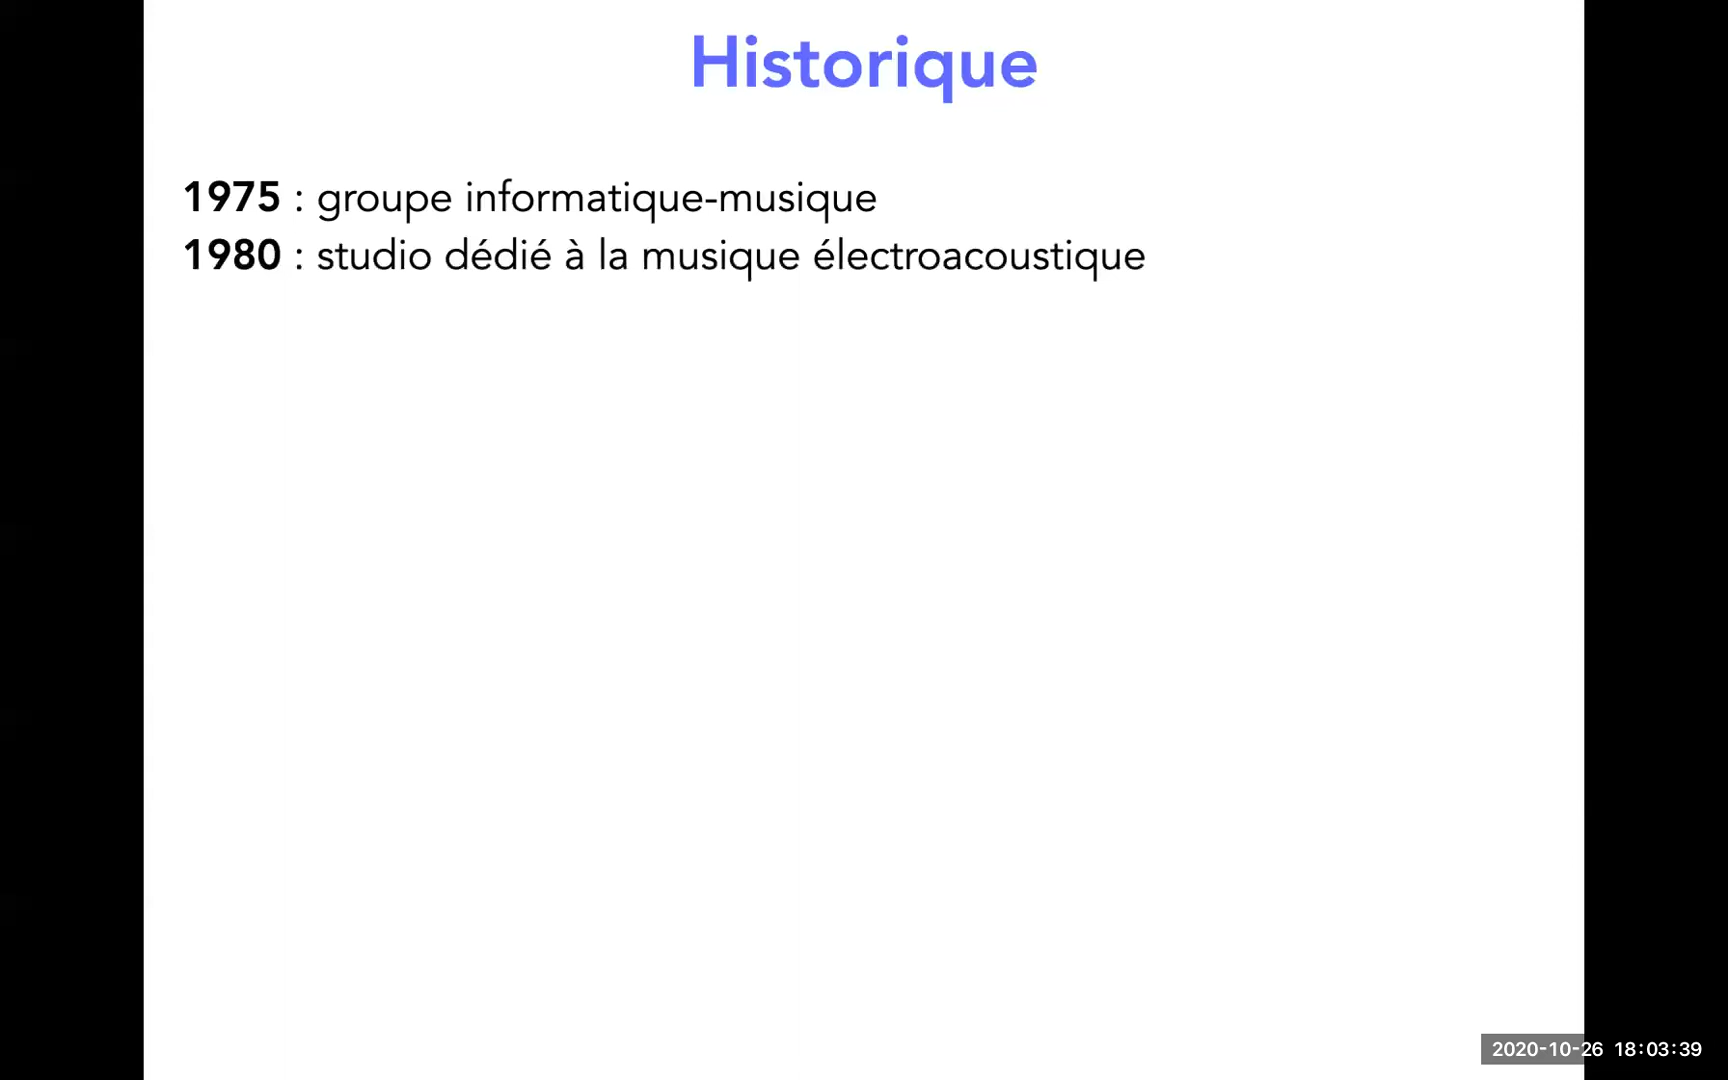 Historique
1975 : groupe informatique-musique
1980 : studio dédié à la musique électroacoustique
2020-10-26 18:03:39